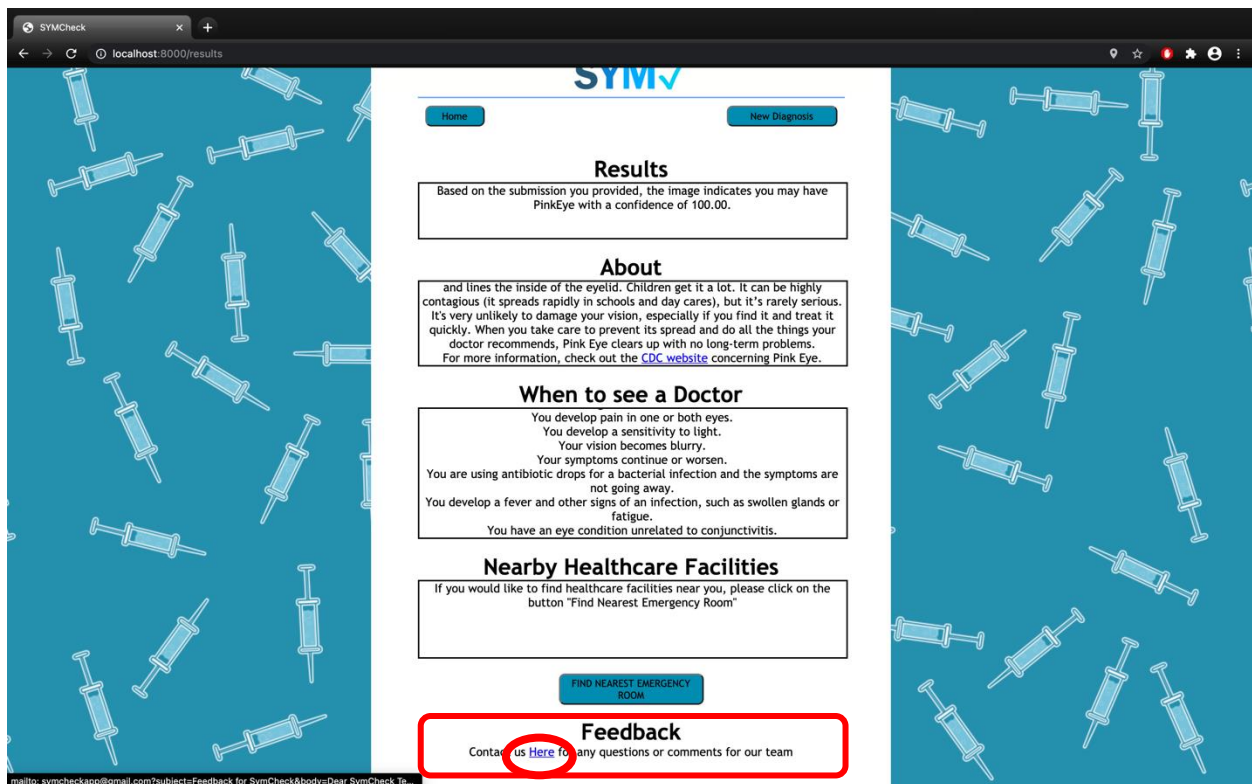 SYMCheck
localhost:8000/results
SYM✓
Home
New Diagnosis
Results
Based on the submission you provided, the image indicates you may have
PinkEye with a confidence of 100.00.
About
and lines the inside of the eyelid. Children get it a lot. It can be highly
contagious (it spreads rapidly in schools and day cares), but it's rarely serious.
It's very unlikely to damage your vision, especially if you find it and treat it
quickly. When you take care to prevent its spread and do all the things your
doctor recommends, Pink Eye clears up with no long-term problems.
For more information, check out the CDC website concerning Pink Eye.
When to see a Doctor
You develop pain in one or both eyes.
You develop a sensitivity to light.
Your vision becomes blurry.
Your symptoms continue or worsen.
You are using antibiotic drops for a bacterial infection and the symptoms are
not going away.
You develop a fever and other signs of an infection, such as swollen glands or
fatigue.
You have an eye condition unrelated to conjunctivitis.
Nearby Healthcare Facilities
If you would like to find healthcare facilities near you, please click on the
button "Find Nearest Emergency Room"
FIND NEAREST EMERGENCY
ROOM
Feedback
Contact us Here for any questions or comments for our team
mailto: symcheckapp@gmail.com?subject=Feedback for SymCheck&body=Dear SymCheck Te...